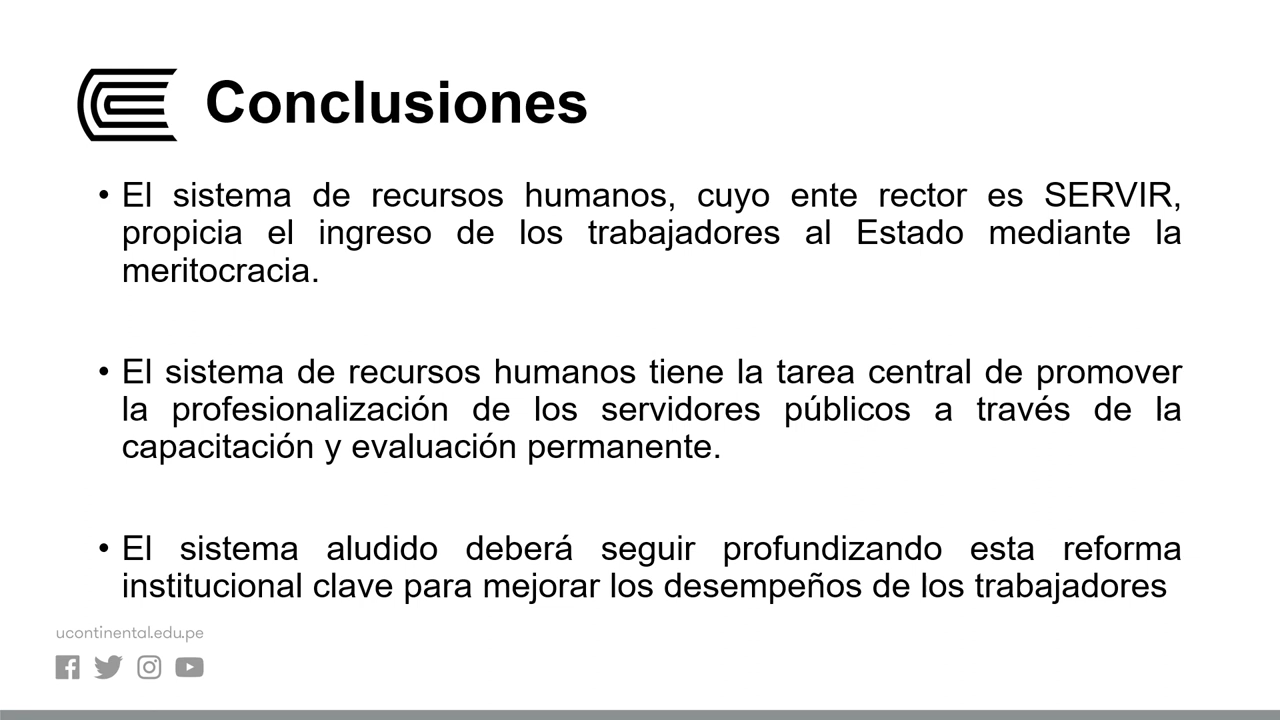 Conclusiones
• El sistema de recursos humanos, cuyo ente rector es SERVIR,
propicia el ingreso de los trabajadores al Estado mediante la
meritocracia.
• El sistema de recursos humanos tiene la tarea central de promover
la profesionalización de los servidores públicos a través de la
capacitación y evaluación permanente.
• El sistema aludido deberá seguir profundizando esta reforma
institucional clave para mejorar los desempeños de los trabajadores
ucontinental.edu.pe